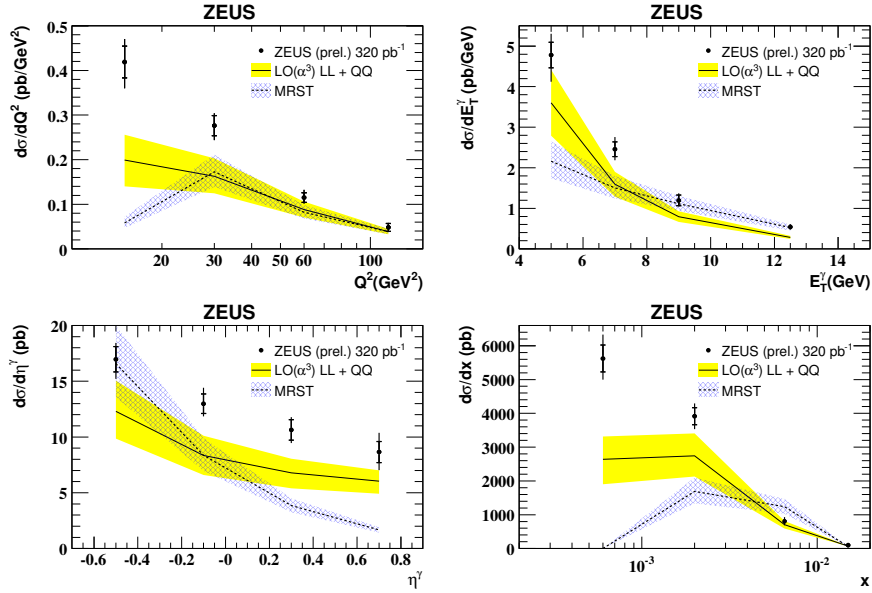 ZEUS
dσ/dQ² (pb/GeV²)
0.5
0.4
0.3
0.2
0.1
0
ZEUS (prel.) 320 pb⁻¹
LO(α³) LL + QQ
MRST
20 30 40 50 60 100
Q²(GeV²)
ZEUS
dσ/dE_T^γ (pb/GeV)
5
4
3
2
1
0
ZEUS (prel.) 320 pb⁻¹
LO(α³) LL + QQ
MRST
4 6 8 10 12 14
E_T^γ(GeV)
ZEUS
dσ/dη^γ (pb)
20
17
15
12
10
7
5
2
0
ZEUS (prel.) 320 pb⁻¹
LO(α³) LL + QQ
MRST
-0.6 -0.4 -0.2 -0 0.2 0.4 0.6 0.8
η^γ
ZEUS
dσ/dx (pb)
6000
5000
4000
3000
2000
1000
0
ZEUS (prel.) 320 pb⁻¹
LO(α³) LL + QQ
MRST
10⁻³ 10⁻²
x